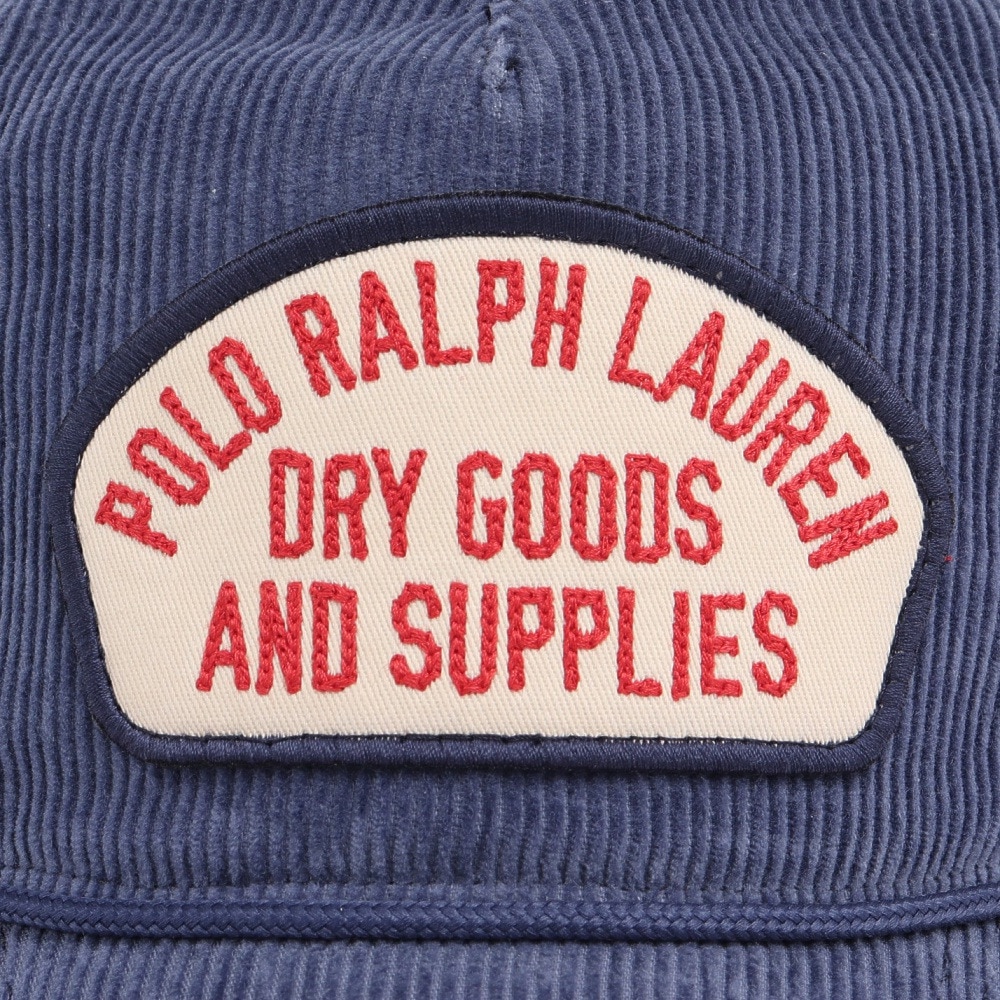 POLO RALPH LAUREN
DRY GOODS
AND SUPPLIES